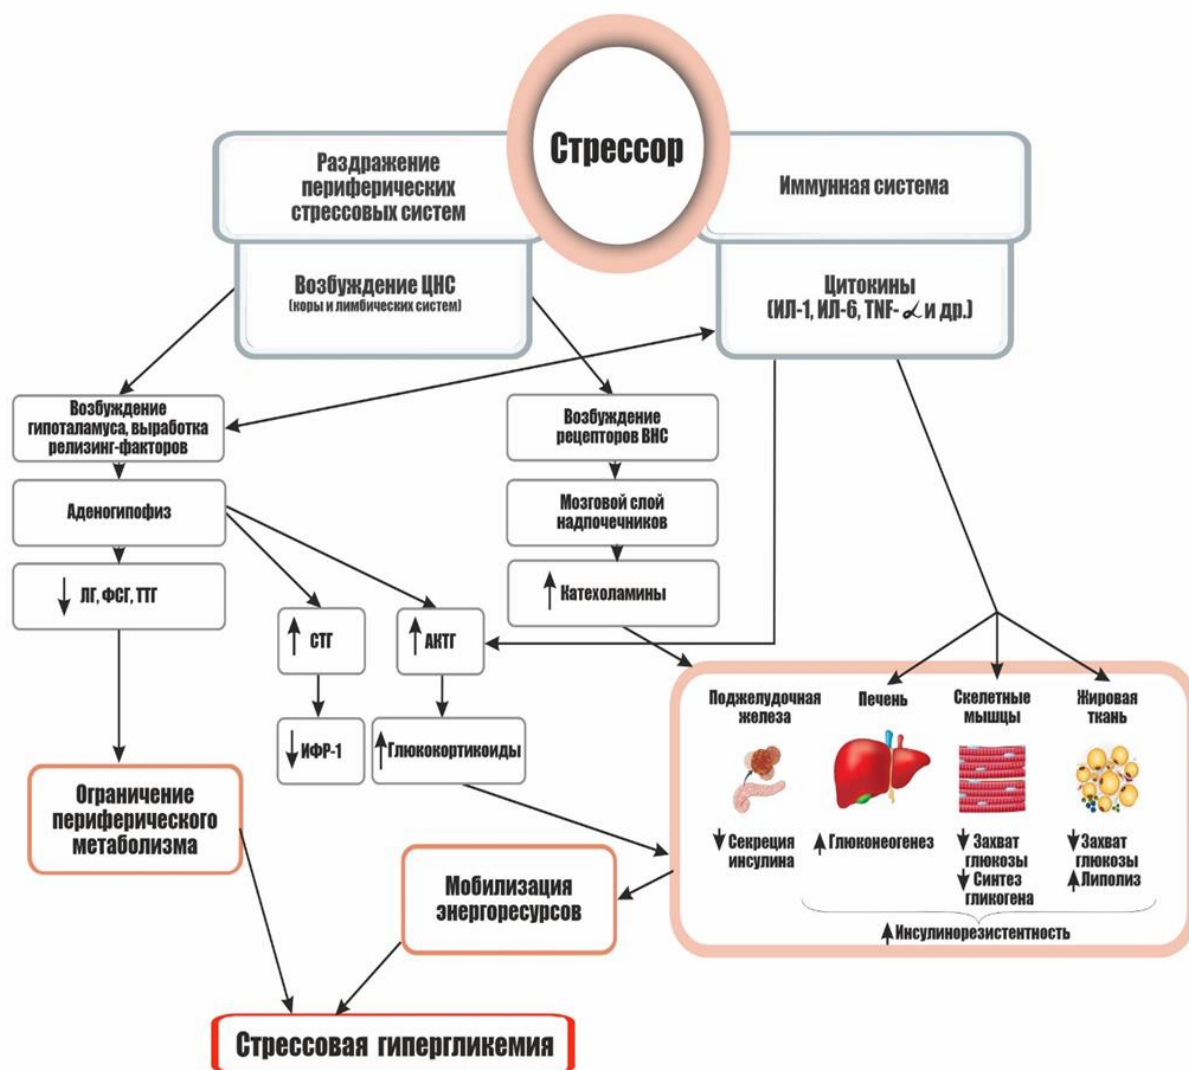 Стрессор
Раздражение
периферических
стрессовых систем
Иммунная система
Возбуждение ЦНС
(коры и лимбических систем)
Цитокины
(ИЛ-1, ИЛ-6, TNF-α и др.)
Возбуждение
гипоталамуса, выработка
релизинг-факторов
Возбуждение
рецепторов ВНС
Аденогипофиз
Мозговой слой
надпочечников
↓ ЛГ, ФСГ, ТТГ
↑ Катехоламины
↑ СТГ
↑ АКТГ
↓ ИФР-1
↑ Глюкокортикоиды
Поджелудочная
железа
Печень
Скелетные
мышцы
Жировая
ткань
↓ Секреция
инсулина
↑ Глюконеогенез
↓ Захват
глюкозы
↓ Синтез
гликогена
↓ Захват
глюкозы
↑ Липолиз
↑ Инсулинорезистентность
Ограничение
периферического
метаболизма
Мобилизация
энергоресурсов
Стрессовая гипергликемия